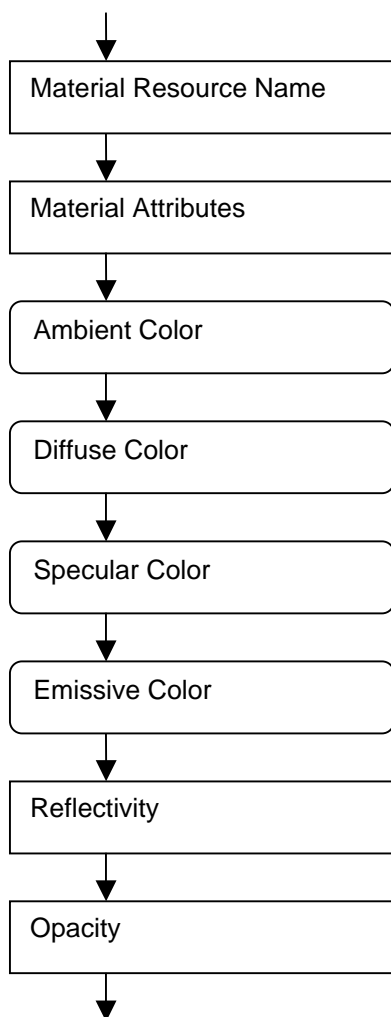 Material Resource Name
Material Attributes
Ambient Color
Diffuse Color
Specular Color
Emissive Color
Reflectivity
Opacity